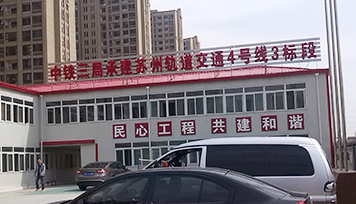 中铁三局承建苏州轨道交通4号线3标段
民心工程共建和谐